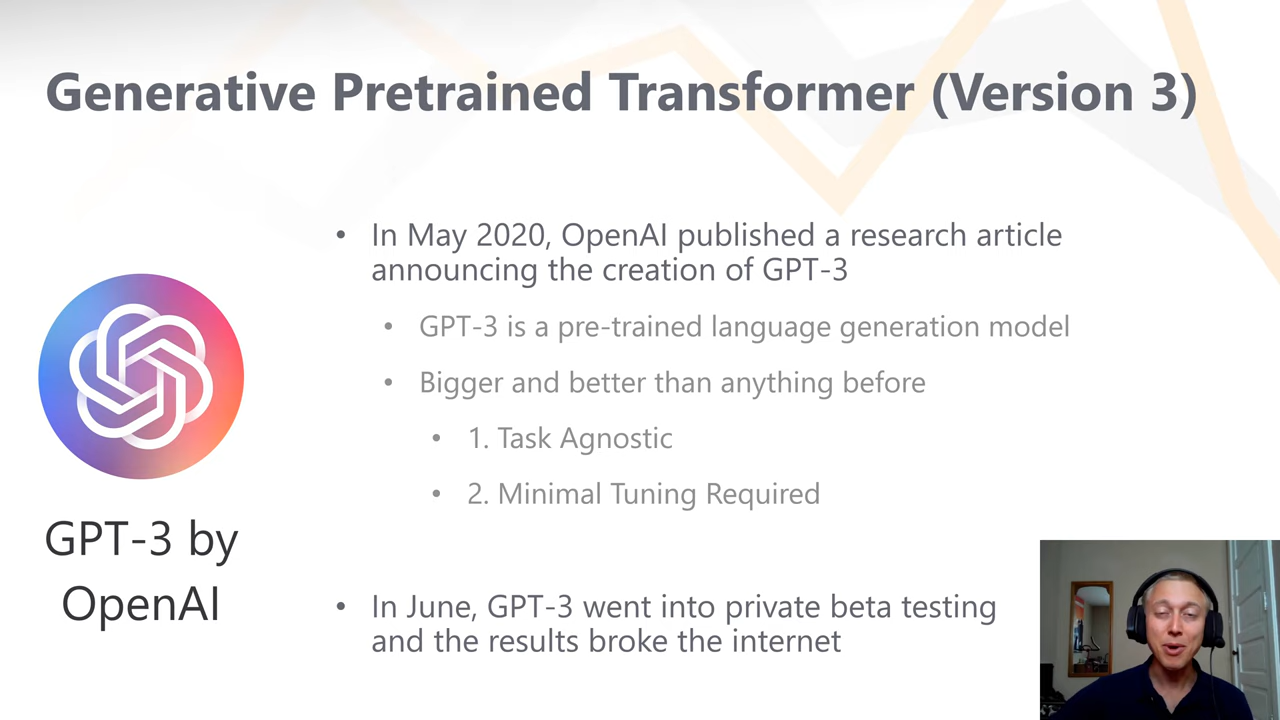 Generative Pretrained Transformer (Version 3)
• In May 2020, OpenAI published a research article
announcing the creation of GPT-3
• GPT-3 is a pre-trained language generation model
• Bigger and better than anything before
• 1. Task Agnostic
• 2. Minimal Tuning Required
• In June, GPT-3 went into private beta testing
and the results broke the internet
GPT-3 by
OpenAI